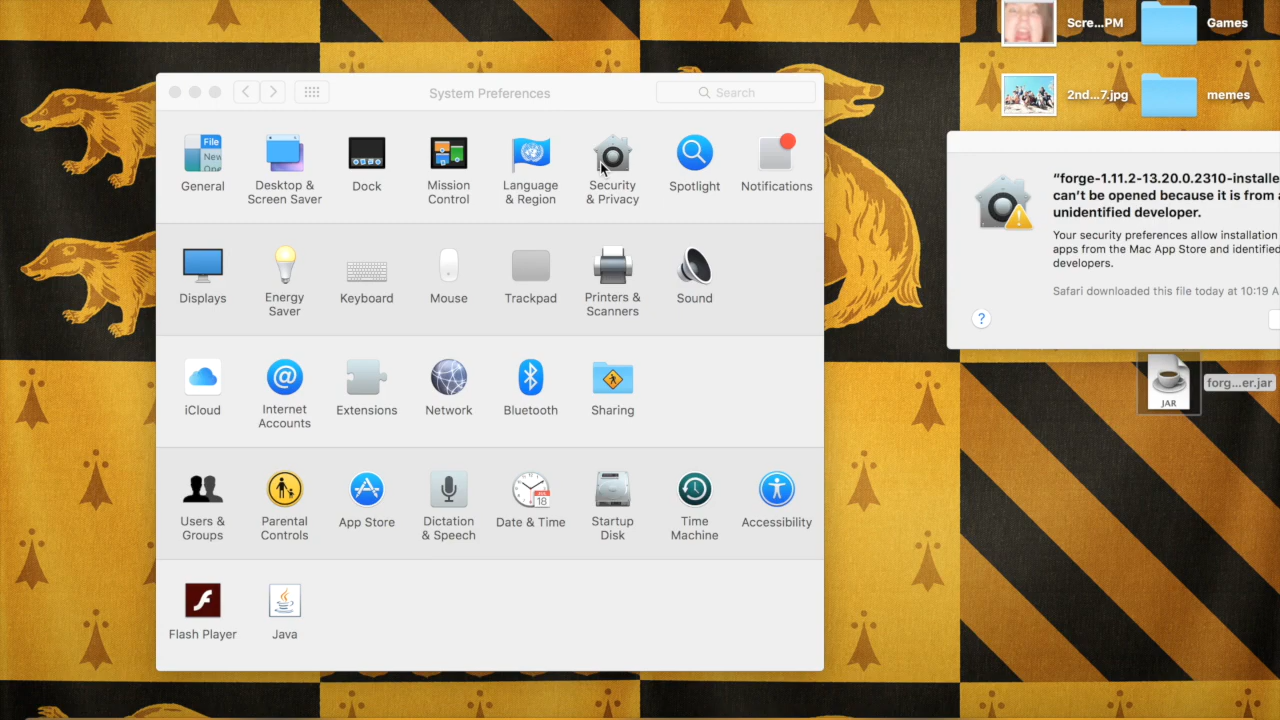 Scre...PM
Games
2nd...7.jpg
memes
System Preferences
Search
File
New
Ope
General
Desktop &
Screen Saver
Dock
Mission
Control
Language
& Region
Security
& Privacy
Spotlight
Notifications
Displays
Energy
Saver
Keyboard
Mouse
Trackpad
Printers &
Scanners
Sound
iCloud
@
Internet
Accounts
Extensions
Network
Bluetooth
Sharing
Users &
Groups
Parental
Controls
App Store
Dictation
& Speech
JUL
18
Date & Time
Startup
Disk
Time
Machine
Accessibility
Flash Player
Java
“forge-1.11.2-13.20.0.2310-installe
can’t be opened because it is from a
unidentified developer.
Your security preferences allow installation
apps from the Mac App Store and identified
developers.
Safari downloaded this file today at 10:19 A
?
JAR
forg...er.jar